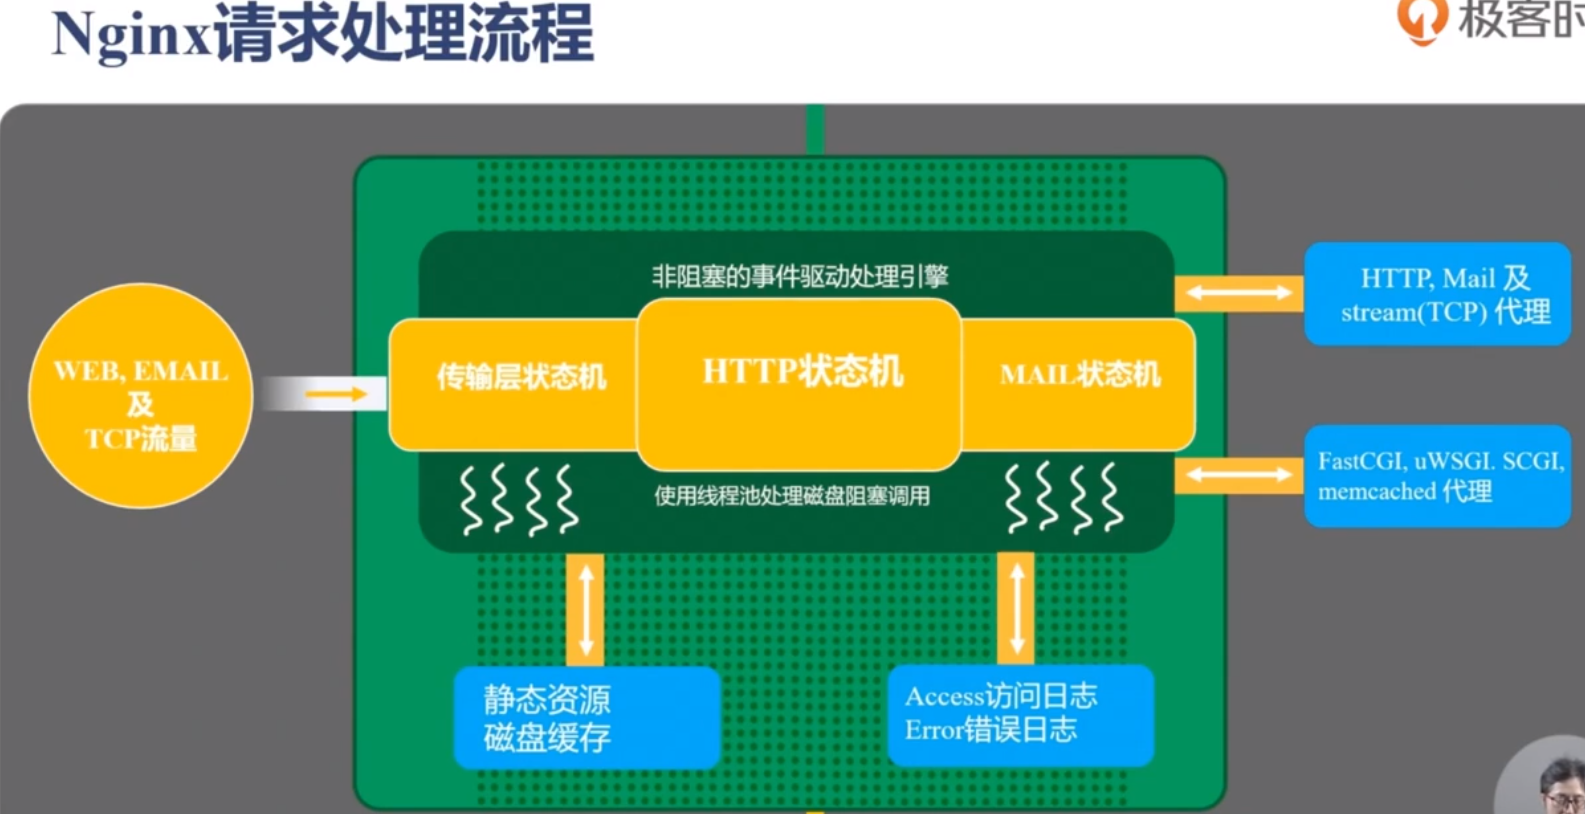 Nginx请求处理流程
极客时
非阻塞的事件驱动处理引擎
WEB, EMAIL
及
TCP流量
传输层状态机
HTTP状态机
MAIL状态机
使用线程池处理磁盘阻塞调用
HTTP, Mail 及
stream(TCP) 代理
FastCGI, uWSGI. SCGI,
memcached 代理
静态资源
磁盘缓存
Access访问日志
Error错误日志